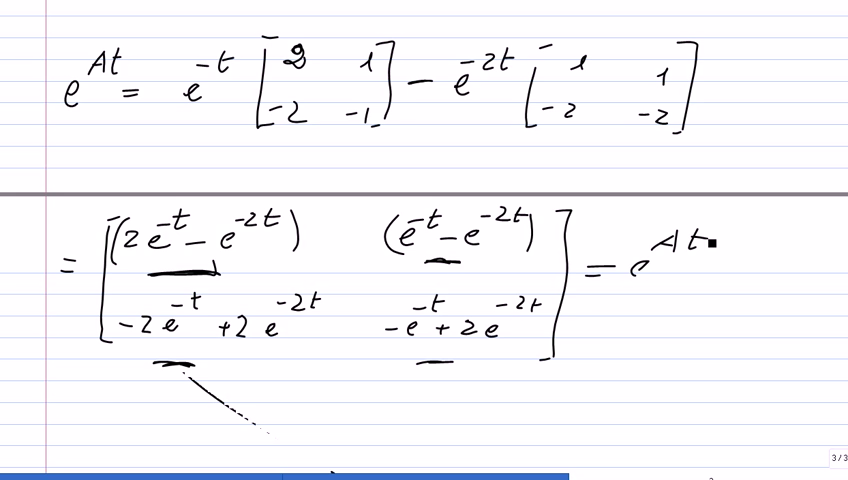 e^{At} = e^{-t} [2 1; -2 -1] - e^{-2t} [1 1; -2 -2]
= [(2e^{-t} - e^{-2t}) (e^{-t} - e^{-2t}); -2e^{-t} + 2e^{-2t} -e^{-t} + 2e^{-2t}] = e^{At}
3 / 3